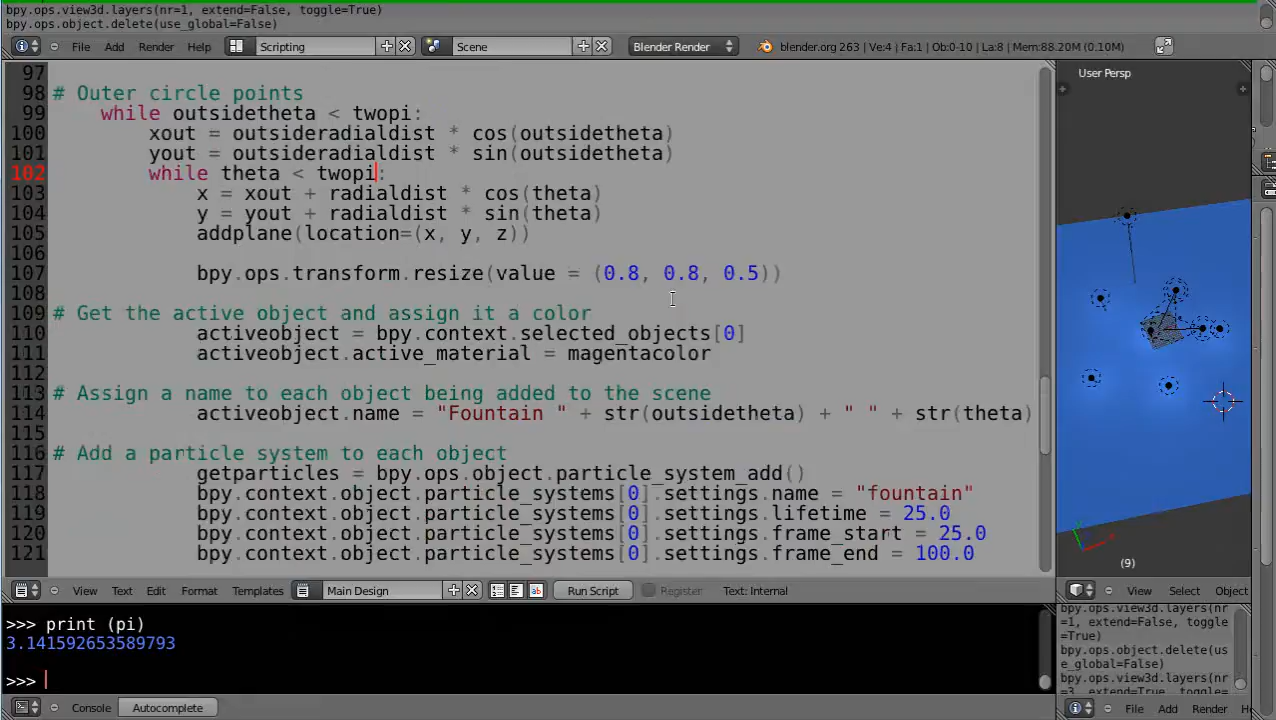 bpy.ops.view3d.layers(nr=1, extend=False, toggle=True)
bpy.ops.object.delete(use_global=False)
File Add Render Help Scripting Scene Blender Render blender.org 263 | Ve:4 | Fa:1 | Ob:0-10 | La:8 | Mem:88.20M (0.10M)
97
98 # Outer circle points
99 while outsidetheta < twopi:
100 xout = outsideradialdist * cos(outsidetheta)
101 yout = outsideradialdist * sin(outsidetheta)
102 while theta < twopi:
103 x = xout + radialdist * cos(theta)
104 y = yout + radialdist * sin(theta)
105 addplane(location=(x, y, z))
106
107 bpy.ops.transform.resize(value = (0.8, 0.8, 0.5))
108
109 # Get the active object and assign it a color
110 activeobject = bpy.context.selected_objects[0]
111 activeobject.active_material = magentacolor
112
113 # Assign a name to each object being added to the scene
114 activeobject.name = "Fountain " + str(outsidetheta) + " " + str(theta)
115
116 # Add a particle system to each object
117 getparticles = bpy.ops.object.particle_system_add()
118 bpy.context.object.particle_systems[0].settings.name = "fountain"
119 bpy.context.object.particle_systems[0].settings.lifetime = 25.0
120 bpy.context.object.particle_systems[0].settings.frame_start = 25.0
121 bpy.context.object.particle_systems[0].settings.frame_end = 100.0
View Text Edit Format Templates Main Design Run Script Register Text: Internal
>>> print (pi)
3.141592653589793
>>>
Console Autocomplete
User Persp
(9)
View Select Object
bpy.ops.view3d.layers(nr
=1, extend=False, toggle
=True)
bpy.ops.object.delete(us
e_global=False)
bpy.ops.view3d.layers(nr
=3, extend=True, toggle=
File Add Render